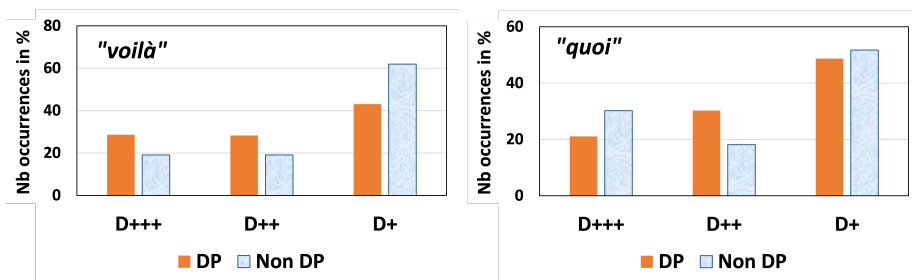 Nb occurrences in %
"voilà"
80
60
40
20
0
D+++ D++ D+
DP Non DP
Nb occurrences in %
"quoi"
60
40
20
0
D+++ D++ D+
DP Non DP